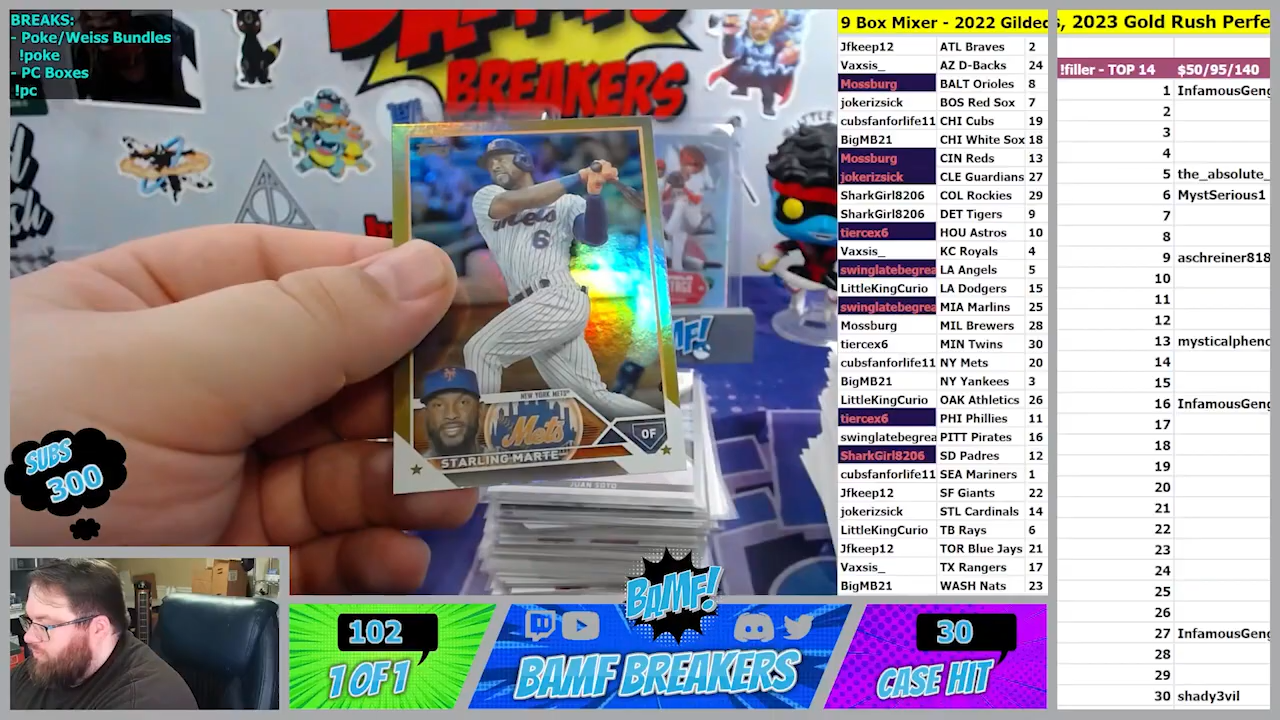 BREAKS:
- Poke/Weiss Bundles
!poke
- PC Boxes
!pc
BREAKERS
6
NEW YORK METS
Mets
OF
STARLING MARTE
JUAN SOTO
BAMF!
SUBS
300
9 Box Mixer - 2022 Gilded
Jfkeep12 ATL Braves 2
Vaxsis_ AZ D-Backs 24
Mossburg BALT Orioles 8
jokerizsick BOS Red Sox 7
cubsfanforlife11 CHI Cubs 19
BigMB21 CHI White Sox 18
Mossburg CIN Reds 13
jokerizsick CLE Guardians 27
SharkGirl8206 COL Rockies 29
SharkGirl8206 DET Tigers 9
tiercex6 HOU Astros 10
Vaxsis_ KC Royals 4
swinglatebegrea LA Angels 5
LittleKingCurio LA Dodgers 15
swinglatebegrea MIA Marlins 25
Mossburg MIL Brewers 28
tiercex6 MIN Twins 30
cubsfanforlife11 NY Mets 20
BigMB21 NY Yankees 3
LittleKingCurio OAK Athletics 26
tiercex6 PHI Phillies 11
swinglatebegrea PITT Pirates 16
SharkGirl8206 SD Padres 12
cubsfanforlife11 SEA Mariners 1
Jfkeep12 SF Giants 22
jokerizsick STL Cardinals 14
LittleKingCurio TB Rays 6
Jfkeep12 TOR Blue Jays 21
Vaxsis_ TX Rangers 17
BigMB21 WASH Nats 23
s, 2023 Gold Rush Perfe
!filler - TOP 14 $50/95/140
1 InfamousGeng
2
3
4
5 the_absolute_
6 MystSerious1
7
8
9 aschreiner818
10
11
12
13 mysticalpheno
14
15
16 InfamousGeng
17
18
19
20
21
22
23
24
25
26
27 InfamousGeng
28
29
30 shady3vil
102
1 OF 1
BAMF!
BAMF BREAKERS
30
CASE HIT